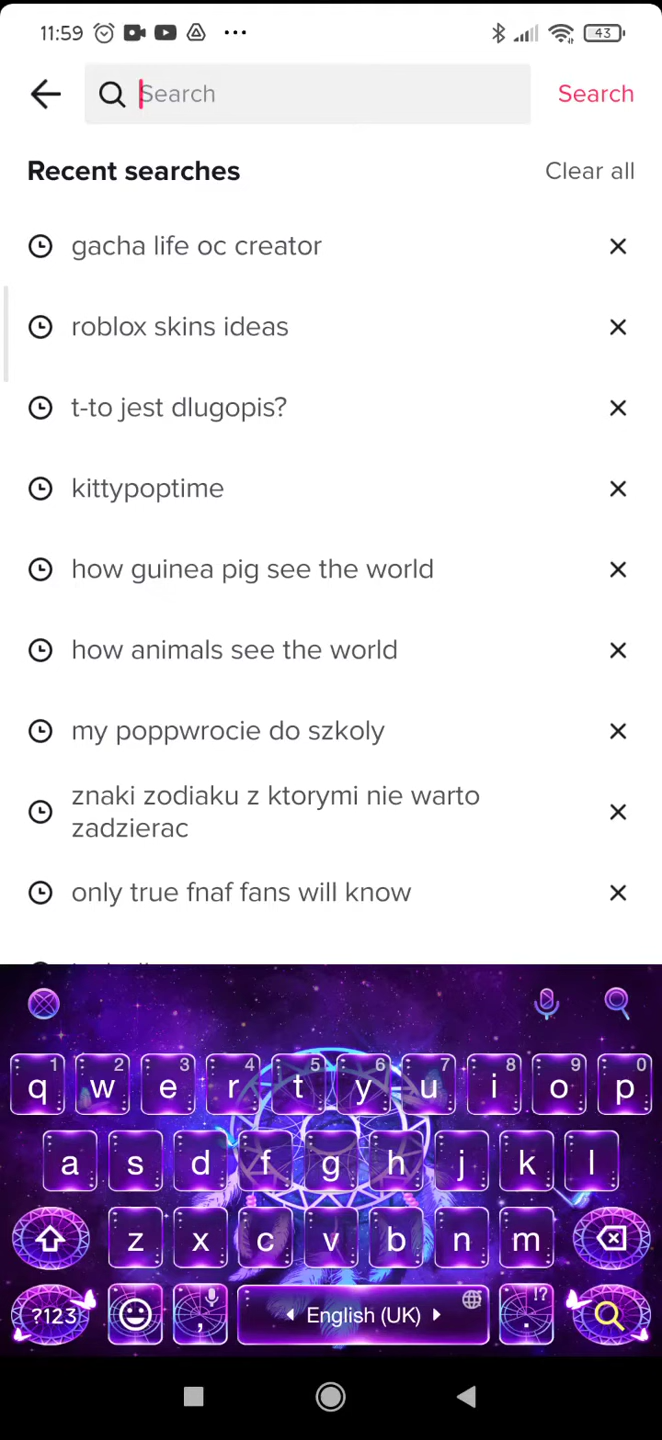 11:59 ... 43
Search Search
Recent searches Clear all
gacha life oc creator
roblox skins ideas
t-to jest dlugopis?
kittypoptime
how guinea pig see the world
how animals see the world
my poppwrocie do szkoly
znaki zodiaku z ktorymi nie warto
zadzierac
only true fnaf fans will know
1 2 3 4 5 6 7 8 9 0
q w e r t y u i o p
a s d f g h j k l
z x c v b n m
?123 , English (UK) . !?